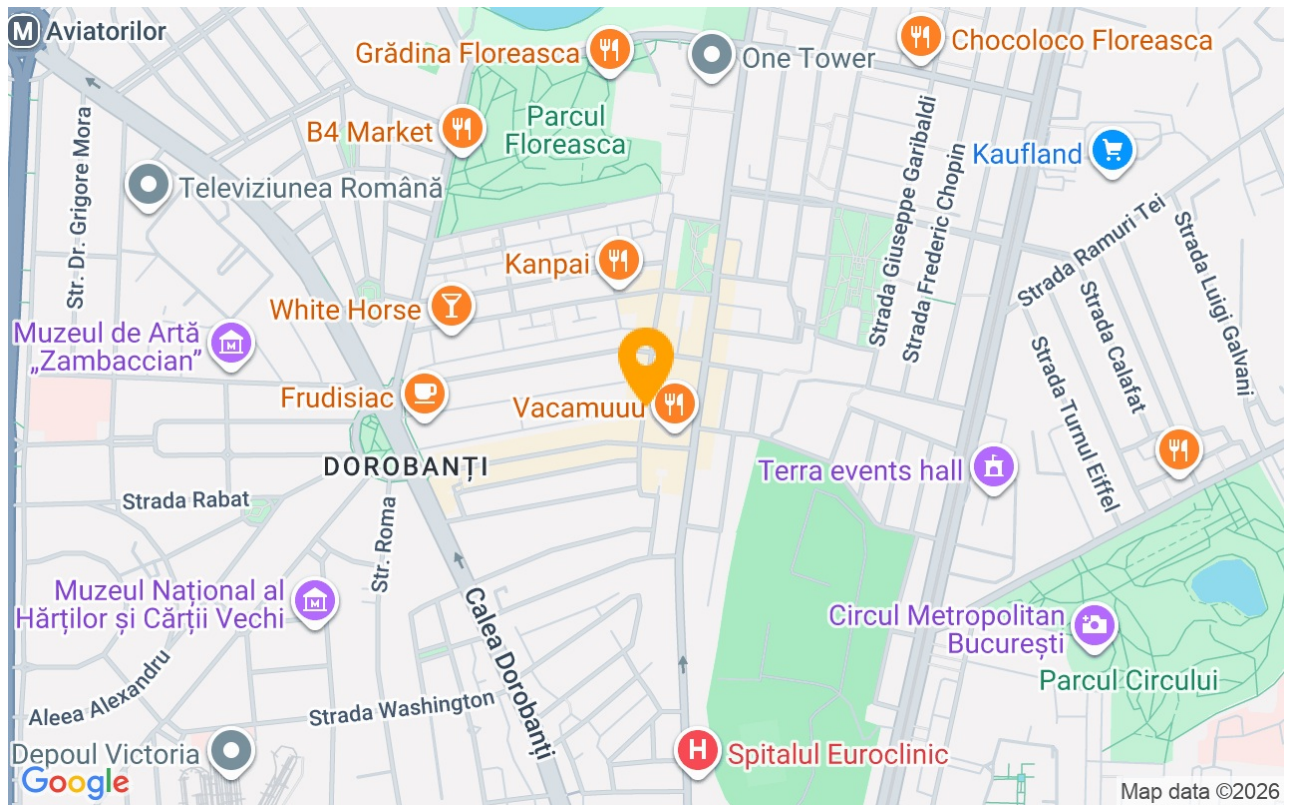 M Aviatorilor
Grădina Floreasca
One Tower
Chocoloco Floreasca
B4 Market
Parcul
Floreasca
Kaufland
Str. Dr. Grigore Mora
Televiziunea Română
Strada Giuseppe Garibaldi
Strada Frederic Chopin
Strada Ramuri Tei
Strada Luigi Galvani
Kanpai
White Horse
Strada Calafat
Muzeul de Artă
„Zambaccian”
Strada Turnul Eiffel
Frudisiac
Vacamuuu
DOROBANȚI
Terra events hall
Strada Rabat
Str. Roma
Muzeul Național al
Hărților și Cărții Vechi
Calea Dorobanți
Circul Metropolitan
București
Parcul Circului
Aleea Alexandru
Strada Washington
Depoul Victoria
H Spitalul Euroclinic
Google
Map data ©2026